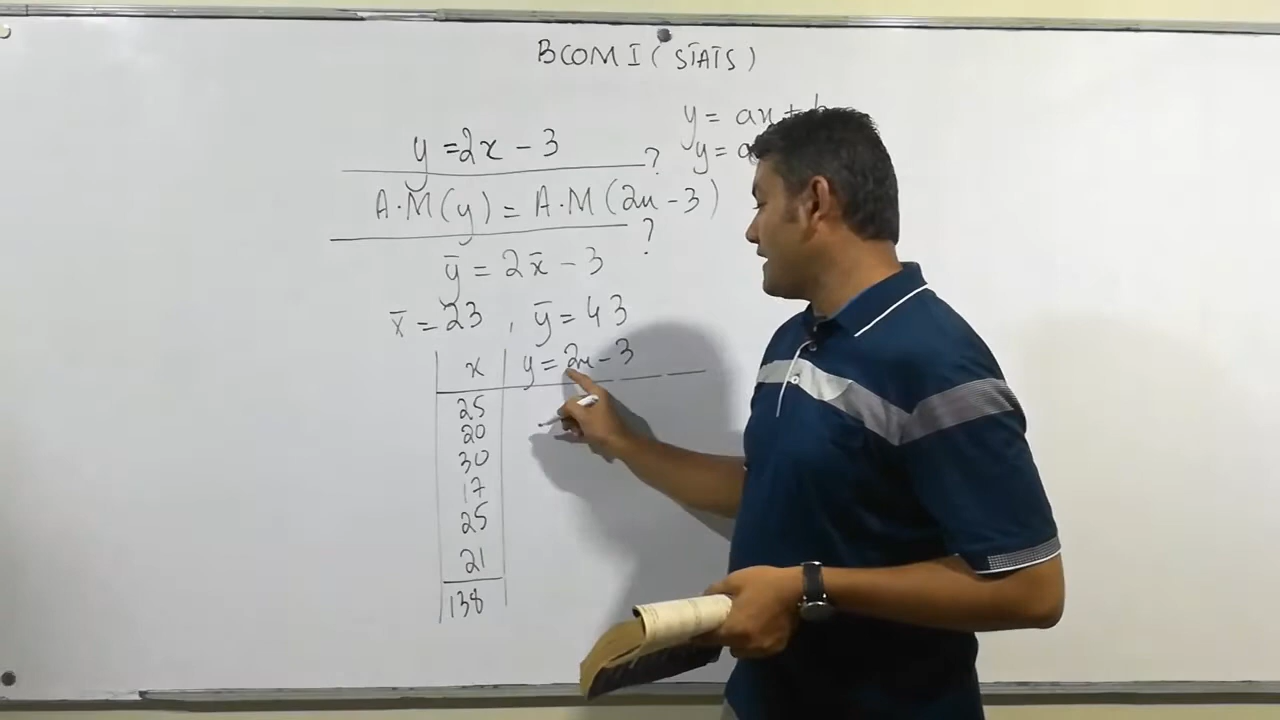 BCOM I ( STATS )
y = ax + b
y = a
y = 2x - 3
?
A.M(y) = A.M(2x - 3)
?
ȳ = 2x̄ - 3
x̄ = 23 , ȳ = 43
x y = 2x - 3
25
20
30
17
25
21
138